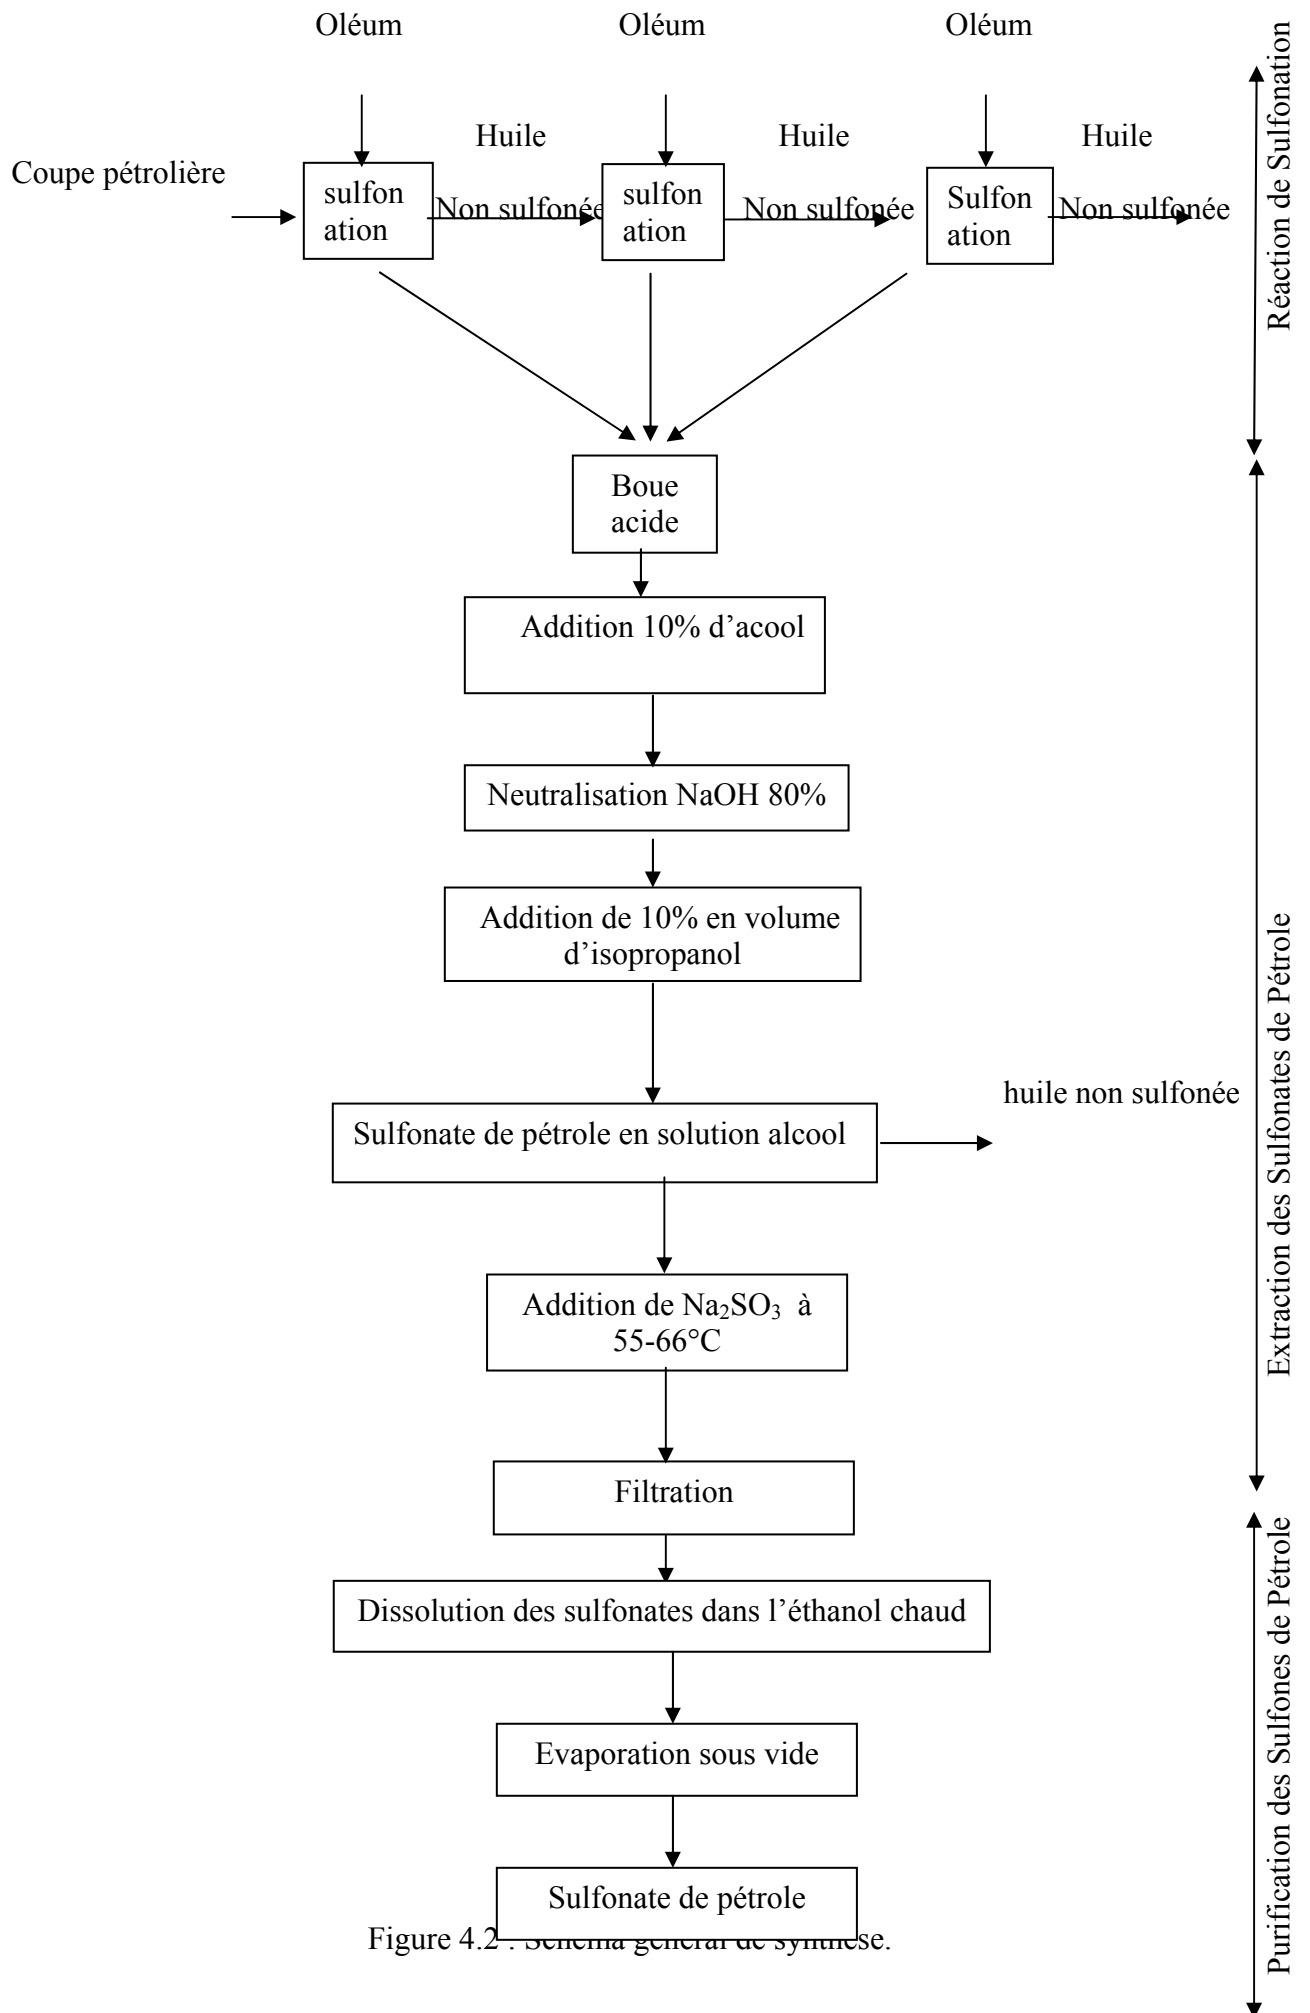 Oléum
Oléum
Oléum
Huile
Huile
Huile
Coupe pétrolière
sulfon
ation
Non sulfonée
sulfon
ation
Non sulfonée
Sulfon
ation
Non sulfonée
Réaction de Sulfonation
Boue
acide
Addition 10% d’acool
Neutralisation NaOH 80%
Addition de 10% en volume
d’isopropanol
huile non sulfonée
Sulfonate de pétrole en solution alcool
Addition de Na₂SO₃ à
55-66°C
Filtration
Extraction des Sulfonates de Pétrole
Dissolution des sulfonates dans l’éthanol chaud
Evaporation sous vide
Sulfonate de pétrole
Purification des Sulfones de Pétrole
Figure 4.2 : Schéma général de synthèse.